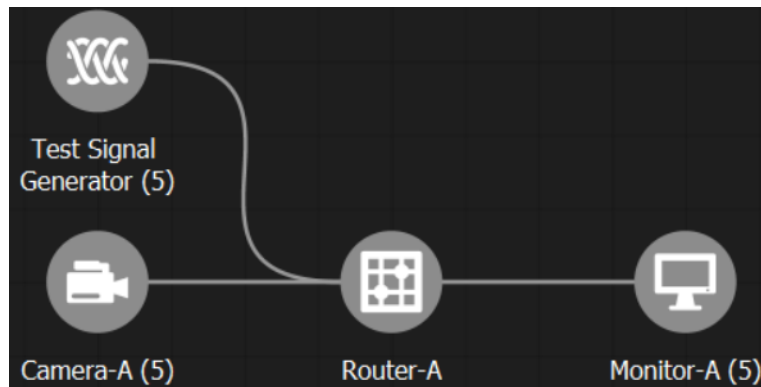 Test Signal
Generator (5)
Camera-A (5)
Router-A
Monitor-A (5)